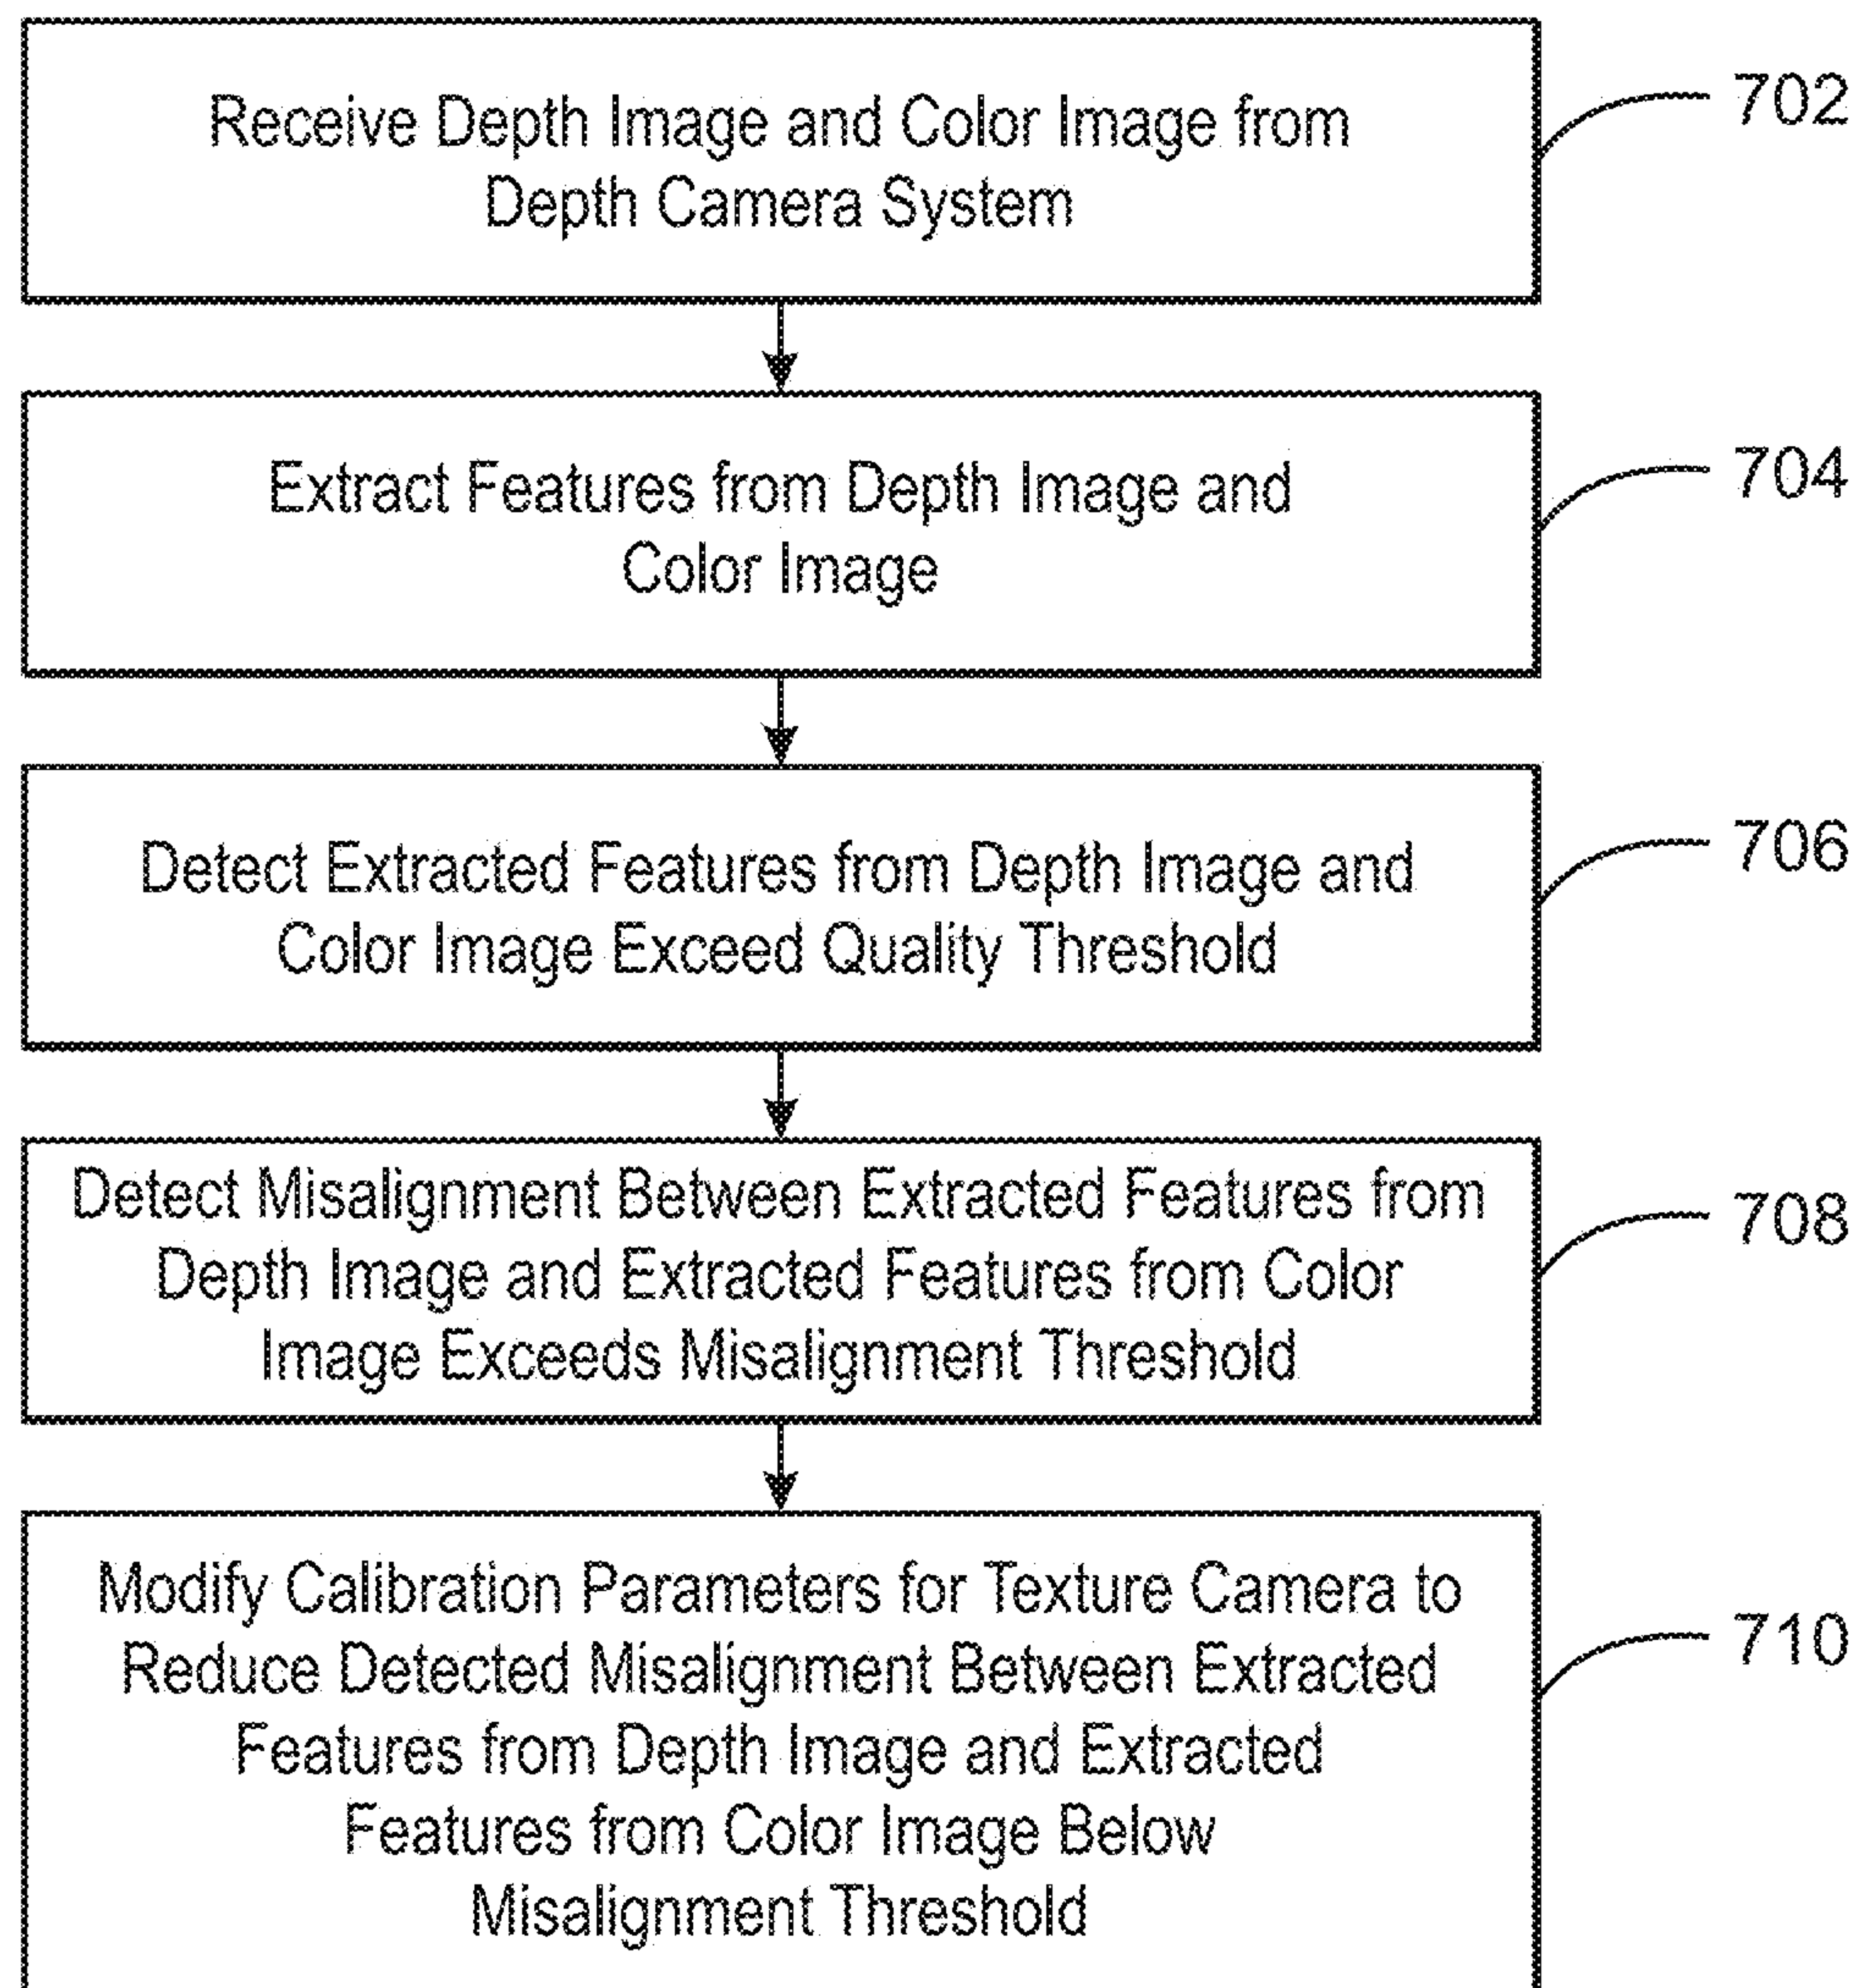 Receive Depth Image and Color Image from
Depth Camera System
702
Extract Features from Depth Image and
Color Image
704
Detect Extracted Features from Depth Image and
Color Image Exceed Quality Threshold
706
Detect Misalignment Between Extracted Features from
Depth Image and Extracted Features from Color
Image Exceeds Misalignment Threshold
708
Modify Calibration Parameters for Texture Camera to
Reduce Detected Misalignment Between Extracted
Features from Depth Image and Extracted
Features from Color Image Below
Misalignment Threshold
710